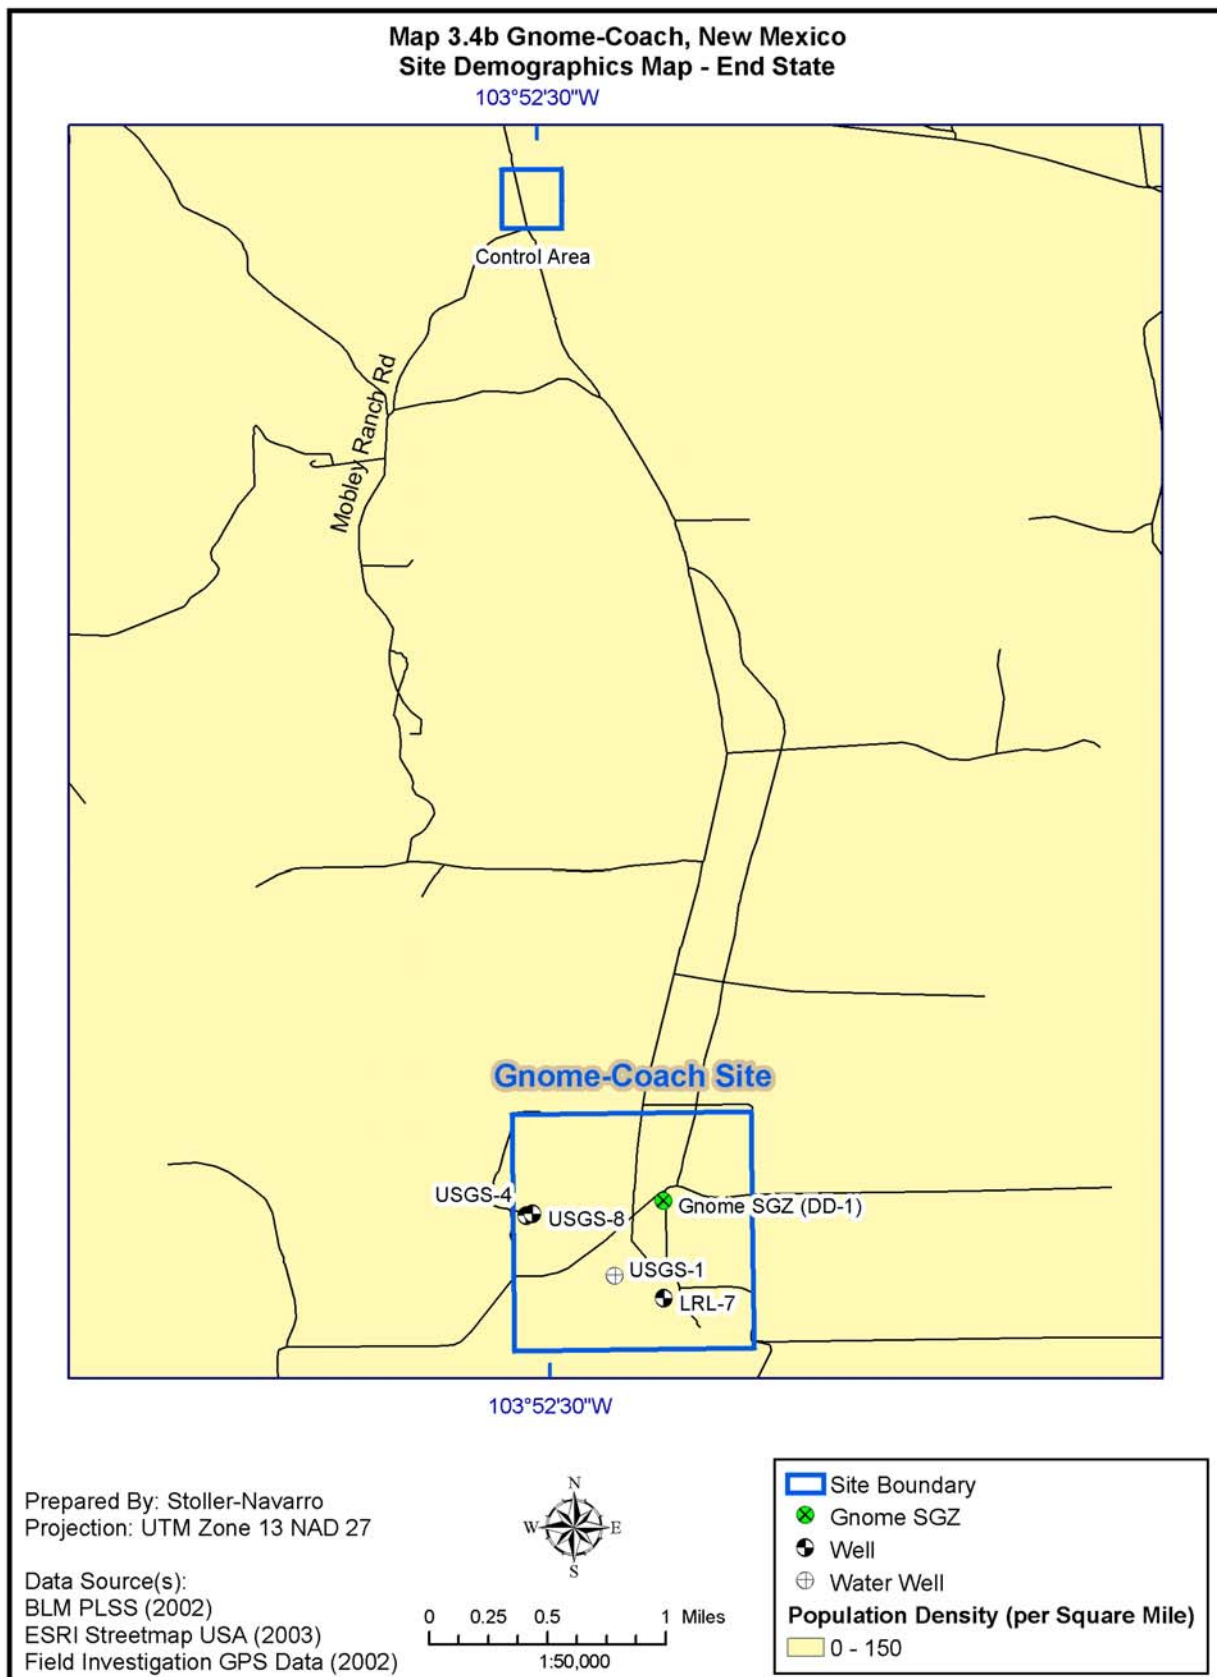 Map 3.4b Gnome-Coach, New Mexico
Site Demographics Map - End State
103°52'30"W
Control Area
Mobley Ranch Rd
Gnome-Coach Site
USGS-4
USGS-8
Gnome SGZ (DD-1)
USGS-1
LRL-7
103°52'30"W
Prepared By: Stoller-Navarro
Projection: UTM Zone 13 NAD 27
Data Source(s):
BLM PLSS (2002)
ESRI Streetmap USA (2003)
Field Investigation GPS Data (2002)
N
W E
S
0 0.25 0.5 1 Miles
1:50,000
Site Boundary
Gnome SGZ
Well
Water Well
Population Density (per Square Mile)
0 - 150